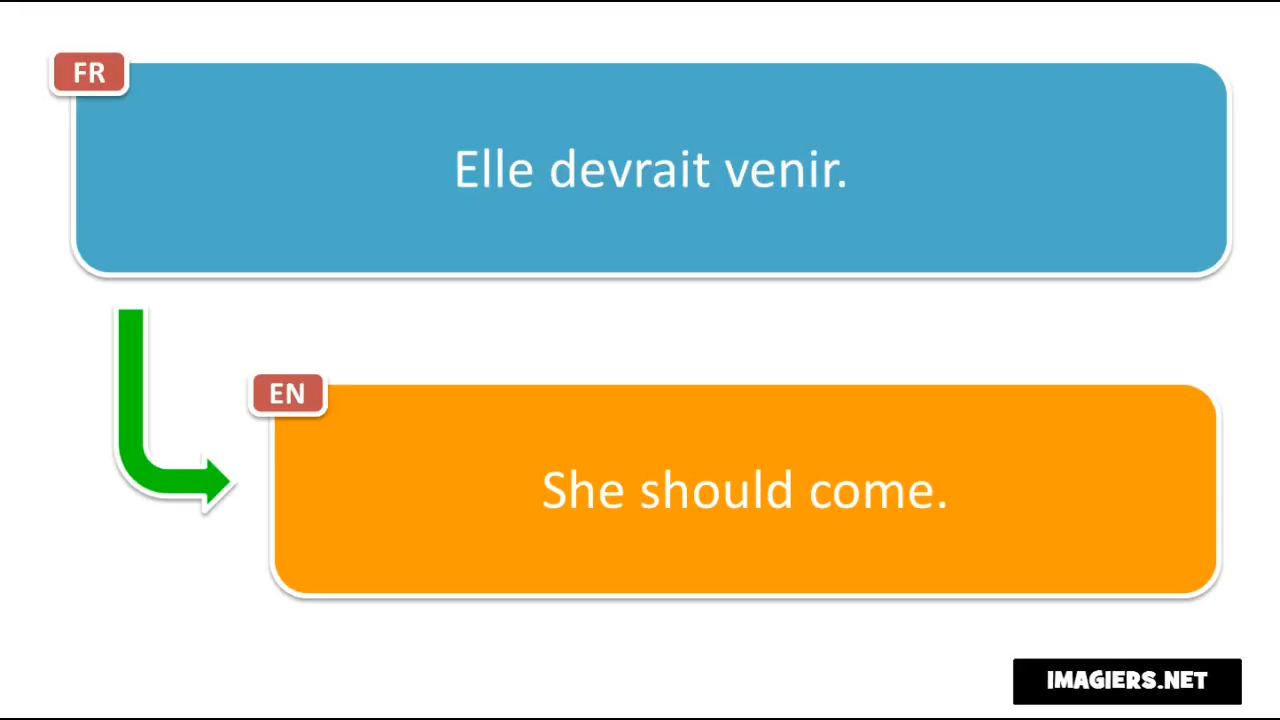 FR
Elle devrait venir.
EN
She should come.
IMAGIERS.NET